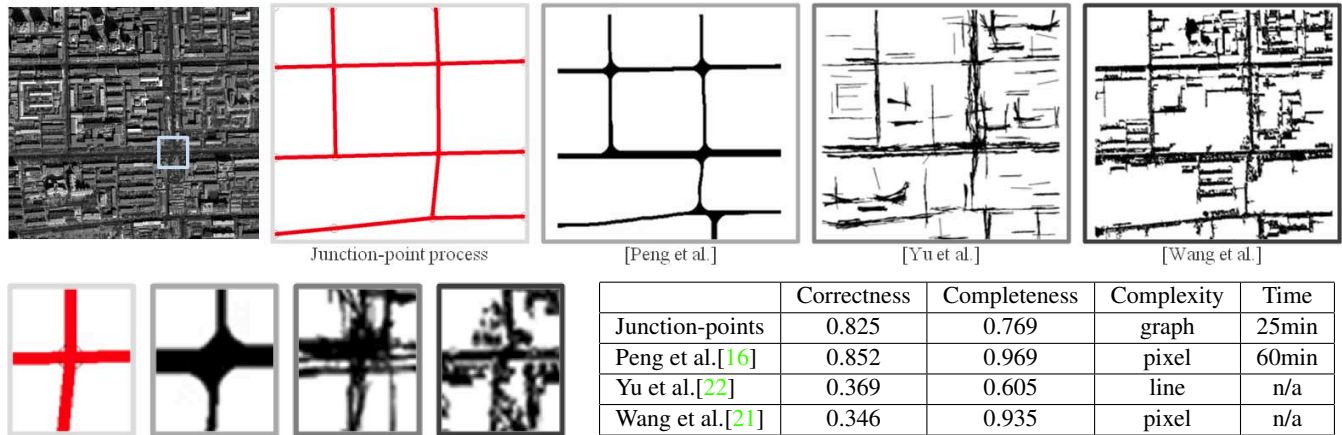 Junction-point process
[Peng et al.]
[Yu et al.]
[Wang et al.]
Correctness Completeness Complexity Time
Junction-points 0.825 0.769 graph 25min
Peng et al.[16] 0.852 0.969 pixel 60min
Yu et al.[22] 0.369 0.605 line n/a
Wang et al.[21] 0.346 0.935 pixel n/a